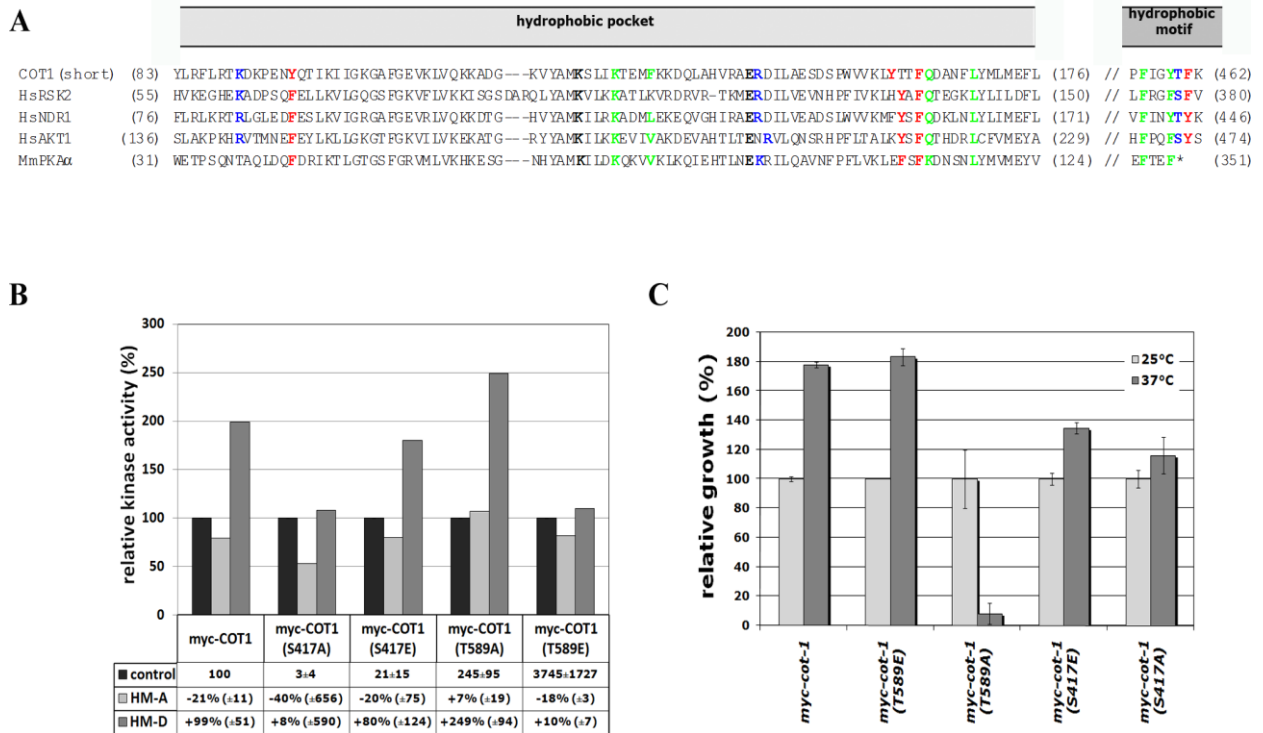 A
hydrophobic pocket
hydrophobic motif
COT1 (short) (83) YLRFLRTKDKPENYQTIKIIGKGAFGEVKLVQKKADG---KVYAMKSLIKTEMFKKDQLAHVRAERDILAESDSPWVVKLYTTFQDANFLYMLMEFL (176) // PFIGYTFK (462)
HsRSK2 (55) HVKEGHEKADPSQFELLKVLGQGSFGKVFLVKKISGSDARQLYAMKVLKKATLKVRDRVR-TKMERDILVEVNHPFIVKLHYAFQTEGKLYLILDFL (150) // LFRGFSFV (380)
HsNDR1 (76) FLRLKRTRLGLEDFESLKVIGRGAFGEVRLVQKKDTG---HVYAMKILRKADMLEKEQVGHIRAERDILVEADSLWVVKMFYSFQDKLNLYLIMEFL (171) // VFINYTYK (446)
HsAKT1 (136) SLAKPKHRVTMNEFEYLKLLGKGTFGKVILVKEKATG---RYYAMKILKKEVIVAKDEVAHTLTENRVLQNSRHPFLTALKYSFQTHDRLCFVMEYA (229) // HFPQFSYS (474)
MmPKAα (31) WETPSQNTAQLDQFDRIKTLGTGSFGRVMLVKHKESG---NHYAMKILDKQKVVKLKQIEHTLNEKRILQAVNFPFLVKLEFSFKDNSNLYMVMEYV (124) // EFTEF* (351)
B
relative kinase activity (%)
300
250
200
150
100
50
0
myc-COT1 myc-COT1 (S417A) myc-COT1 (S417E) myc-COT1 (T589A) myc-COT1 (T589E)
control 100 3±4 21±15 245±95 3745±1727
HM-A -21% (±11) -40% (±656) -20% (±75) +7% (±19) -18% (±3)
HM-D +99% (±51) +8% (±590) +80% (±124) +249% (±94) +10% (±7)
C
relative growth (%)
200
180
160
140
120
100
80
60
40
20
0
25°C
37°C
myc-cot-1
myc-cot-1 (T589E)
myc-cot-1 (T589A)
myc-cot-1 (S417E)
myc-cot-1 (S417A)